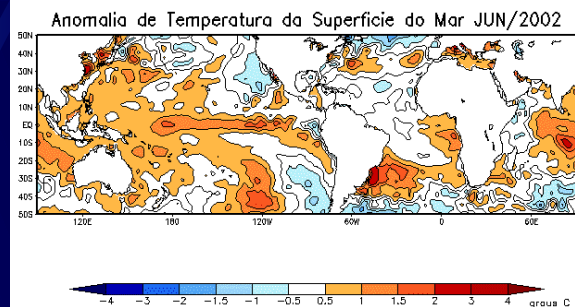 Anomalia de Temperatura da Superfície do Mar JUN/2002
50N
40N
30N
20N
10N
EQ
10S
20S
30S
40S
50S
120E 180 120W 60W 0 60E
-4 -3 -2 -1 -0.5 0.5 1 1.5 2 3 4
graus C